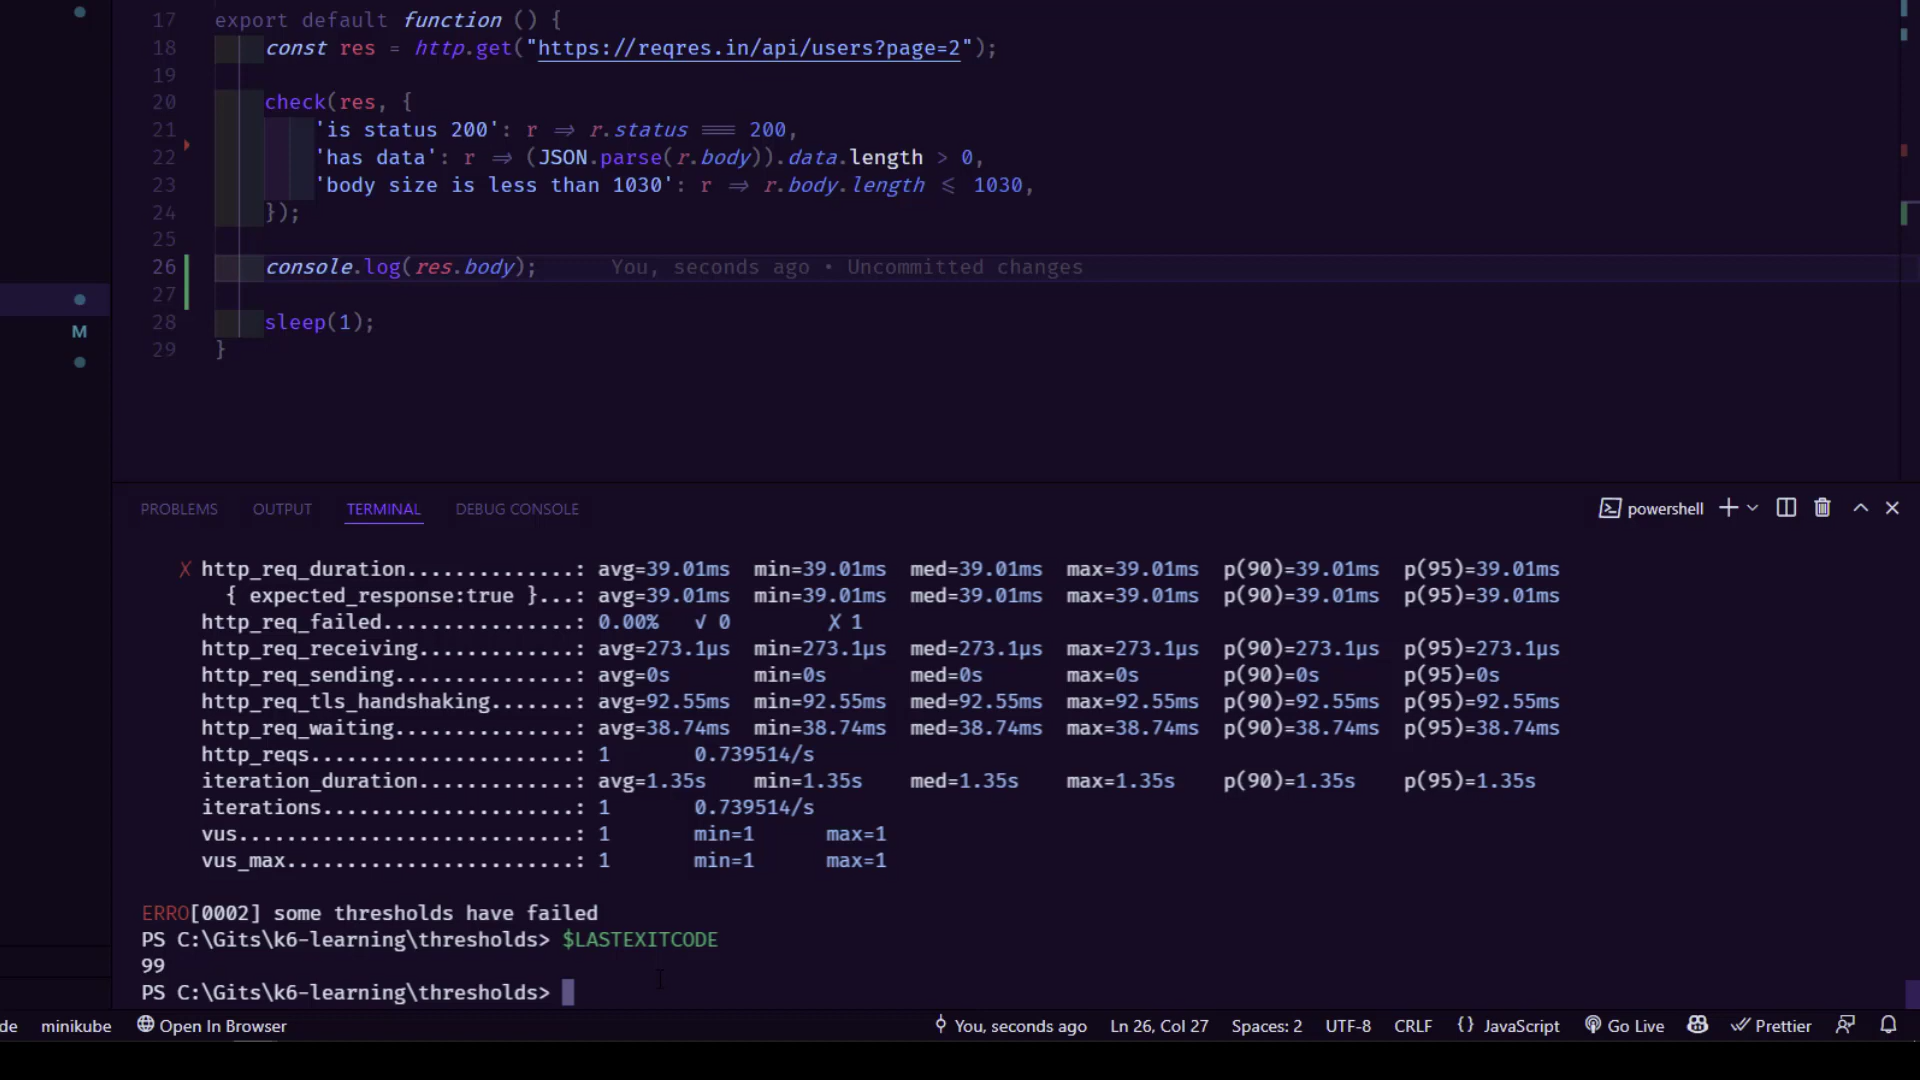 17 export default function () {
18 const res = http.get("https://reqres.in/api/users?page=2");
19
20 check(res, {
21 'is status 200': r => r.status === 200,
22 'has data': r => (JSON.parse(r.body)).data.length > 0,
23 'body size is less than 1030': r => r.body.length <= 1030,
24 });
25
26 console.log(res.body); You, seconds ago • Uncommitted changes
27
M
28 sleep(1);
29 }
PROBLEMS OUTPUT TERMINAL DEBUG CONSOLE powershell
✗ http_req_duration..............: avg=39.01ms min=39.01ms med=39.01ms max=39.01ms p(90)=39.01ms p(95)=39.01ms
{ expected_response:true }...: avg=39.01ms min=39.01ms med=39.01ms max=39.01ms p(90)=39.01ms p(95)=39.01ms
http_req_failed................: 0.00% √ 0 ✗ 1
http_req_receiving.............: avg=273.1µs min=273.1µs med=273.1µs max=273.1µs p(90)=273.1µs p(95)=273.1µs
http_req_sending...............: avg=0s min=0s med=0s max=0s p(90)=0s p(95)=0s
http_req_tls_handshaking.......: avg=92.55ms min=92.55ms med=92.55ms max=92.55ms p(90)=92.55ms p(95)=92.55ms
http_req_waiting...............: avg=38.74ms min=38.74ms med=38.74ms max=38.74ms p(90)=38.74ms p(95)=38.74ms
http_reqs......................: 1 0.739514/s
iteration_duration.............: avg=1.35s min=1.35s med=1.35s max=1.35s p(90)=1.35s p(95)=1.35s
iterations.....................: 1 0.739514/s
vus............................: 1 min=1 max=1
vus_max........................: 1 min=1 max=1
ERRO[0002] some thresholds have failed
PS C:\Gits\k6-learning\thresholds> $LASTEXITCODE
99
PS C:\Gits\k6-learning\thresholds>
de minikube Open In Browser You, seconds ago Ln 26, Col 27 Spaces: 2 UTF-8 CRLF {} JavaScript Go Live Prettier